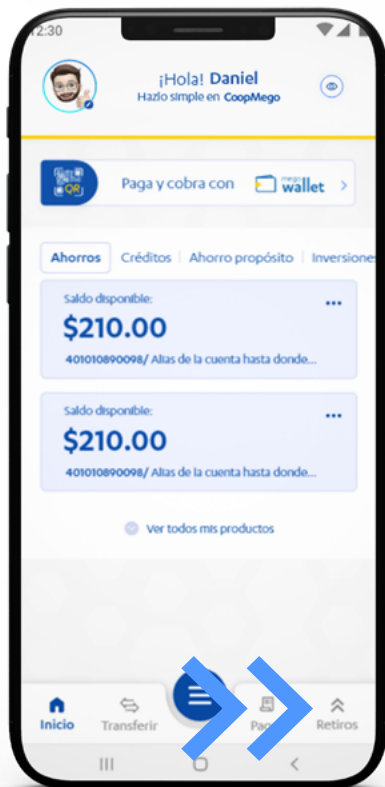 12:30
¡Hola! Daniel
Hazlo simple en CoopMego
QR
Paga y cobra con
mego
wallet
Ahorros
Créditos
Ahorro propósito
Inversiones
Saldo disponible:
$210.00
401010890098/ Alias de la cuenta hasta donde...
Saldo disponible:
$210.00
401010890098/ Alias de la cuenta hasta donde...
Ver todos mis productos
Inicio
Transferir
Retiros